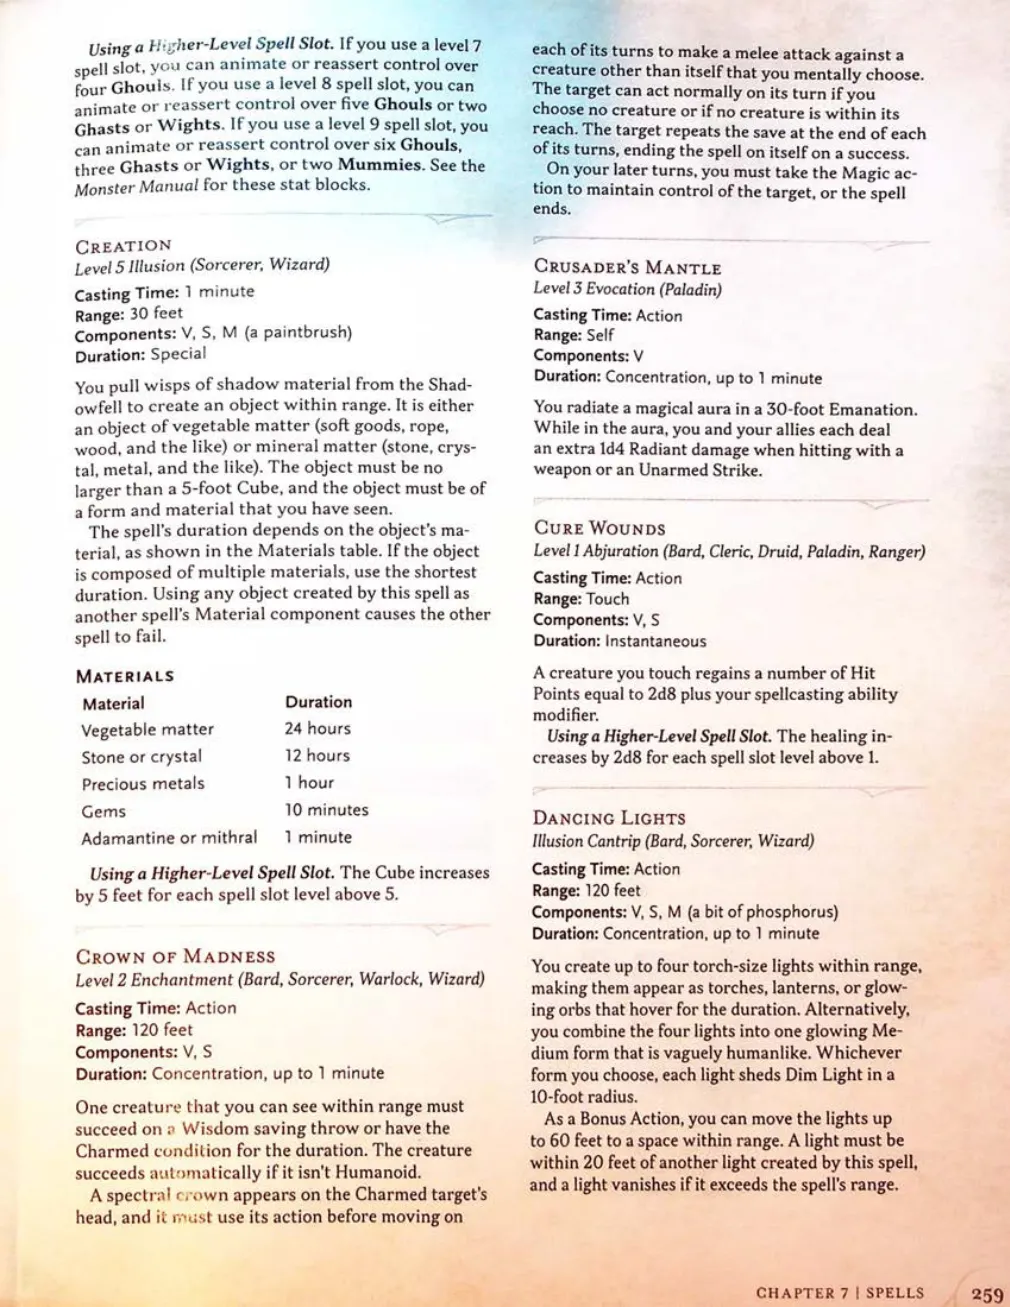 Using a Higher-Level Spell Slot. If you use a level 7
spell slot, you can animate or reassert control over
four Ghouls. If you use a level 8 spell slot, you can
animate or reassert control over five Ghouls or two
Ghasts or Wights. If you use a level 9 spell slot, you
can animate or reassert control over six Ghouls,
three Ghasts or Wights, or two Mummies. See the
Monster Manual for these stat blocks.
CREATION
Level 5 Illusion (Sorcerer, Wizard)
Casting Time: 1 minute
Range: 30 feet
Components: V, S, M (a paintbrush)
Duration: Special
You pull wisps of shadow material from the Shad-
owfell to create an object within range. It is either
an object of vegetable matter (soft goods, rope,
wood, and the like) or mineral matter (stone, crys-
tal, metal, and the like). The object must be no
larger than a 5-foot Cube, and the object must be of
a form and material that you have seen.
The spell's duration depends on the object's ma-
terial, as shown in the Materials table. If the object
is composed of multiple materials, use the shortest
duration. Using any object created by this spell as
another spell's Material component causes the other
spell to fail.
MATERIALS
Material Duration
Vegetable matter 24 hours
Stone or crystal 12 hours
Precious metals 1 hour
Gems 10 minutes
Adamantine or mithral 1 minute
Using a Higher-Level Spell Slot. The Cube increases
by 5 feet for each spell slot level above 5.
CROWN OF MADNESS
Level 2 Enchantment (Bard, Sorcerer, Warlock, Wizard)
Casting Time: Action
Range: 120 feet
Components: V, S
Duration: Concentration, up to 1 minute
One creature that you can see within range must
succeed on a Wisdom saving throw or have the
Charmed condition for the duration. The creature
succeeds automatically if it isn't Humanoid.
A spectral crown appears on the Charmed target's
head, and it must use its action before moving on
each of its turns to make a melee attack against a
creature other than itself that you mentally choose.
The target can act normally on its turn if you
choose no creature or if no creature is within its
reach. The target repeats the save at the end of each
of its turns, ending the spell on itself on a success.
On your later turns, you must take the Magic ac-
tion to maintain control of the target, or the spell
ends.
CRUSADER'S MANTLE
Level 3 Evocation (Paladin)
Casting Time: Action
Range: Self
Components: V
Duration: Concentration, up to 1 minute
You radiate a magical aura in a 30-foot Emanation.
While in the aura, you and your allies each deal
an extra 1d4 Radiant damage when hitting with a
weapon or an Unarmed Strike.
CURE WOUNDS
Level 1 Abjuration (Bard, Cleric, Druid, Paladin, Ranger)
Casting Time: Action
Range: Touch
Components: V, S
Duration: Instantaneous
A creature you touch regains a number of Hit
Points equal to 2d8 plus your spellcasting ability
modifier.
Using a Higher-Level Spell Slot. The healing in-
creases by 2d8 for each spell slot level above 1.
DANCING LIGHTS
Illusion Cantrip (Bard, Sorcerer, Wizard)
Casting Time: Action
Range: 120 feet
Components: V, S, M (a bit of phosphorus)
Duration: Concentration, up to 1 minute
You create up to four torch-size lights within range,
making them appear as torches, lanterns, or glow-
ing orbs that hover for the duration. Alternatively,
you combine the four lights into one glowing Me-
dium form that is vaguely humanlike. Whichever
form you choose, each light sheds Dim Light in a
10-foot radius.
As a Bonus Action, you can move the lights up
to 60 feet to a space within range. A light must be
within 20 feet of another light created by this spell,
and a light vanishes if it exceeds the spell's range.
CHAPTER 7 | SPELLS 259